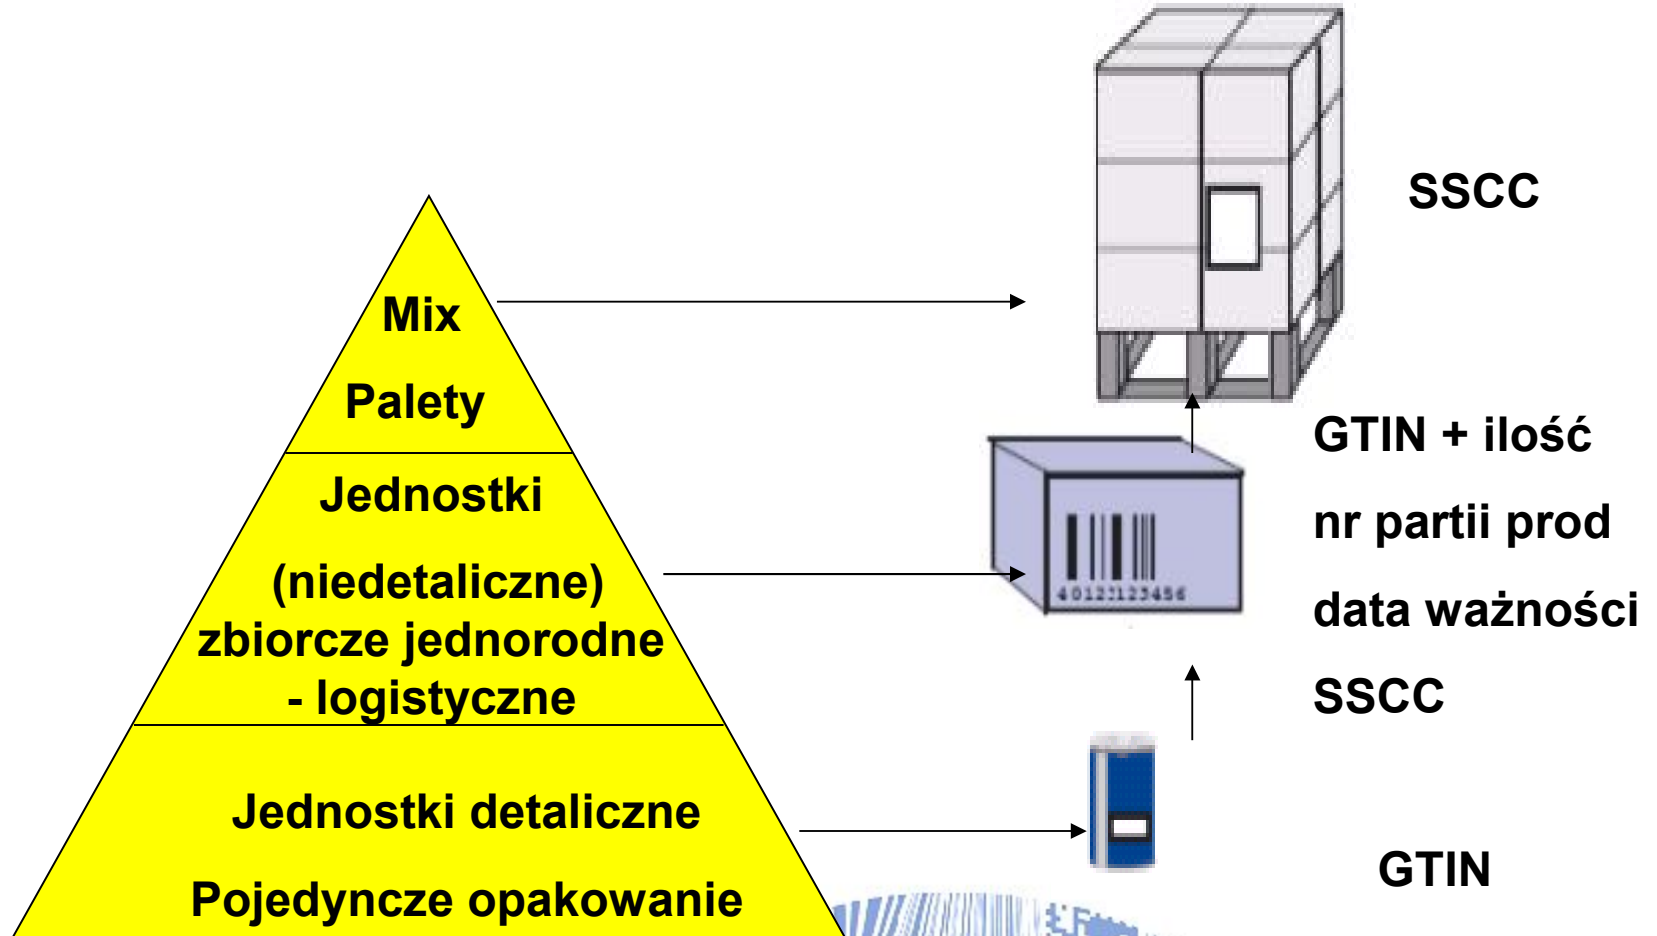 SSCC
Mix
Palety
GTIN + ilość
nr partii prod
data ważności
SSCC
Jednostki
(niedetaliczne)
zbiorcze jednorodne
- logistyczne
Jednostki detaliczne
Pojedyncze opakowanie
GTIN